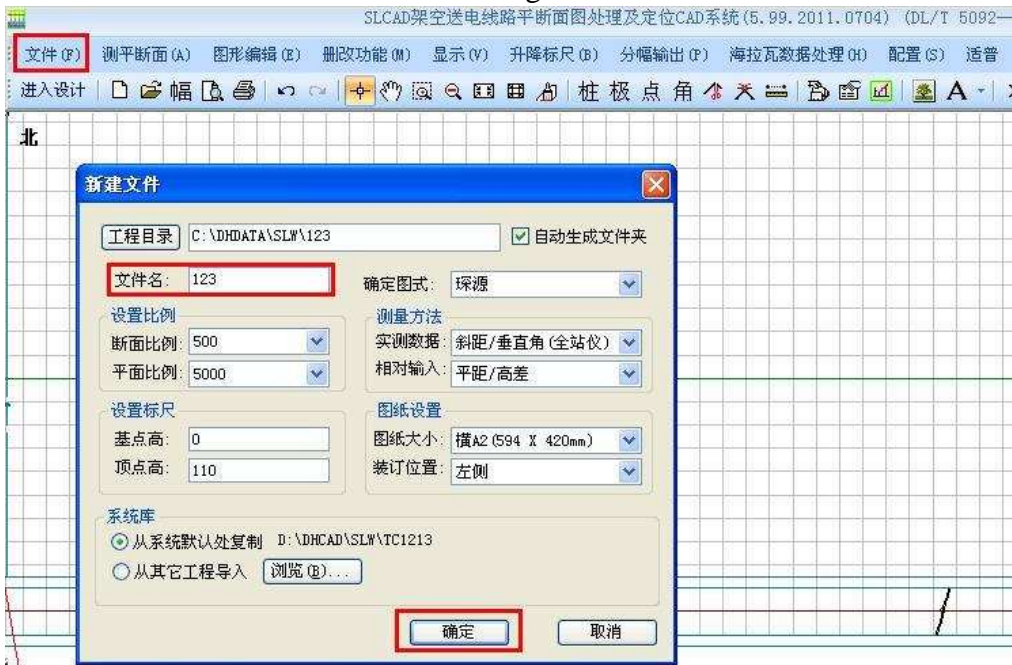 SLCAD架空送电线路平断面图处理及定位CAD系统(5.99.2011.0704) (DL/T 5092—
文件(F) 测平断面(A) 图形编辑(E) 删改功能(M) 显示(V) 升降标尺(B) 分幅输出(P) 海拉瓦数据处理(H) 配置(S) 适普
进入设计 幅 桩 极 点 角 A
北
新建文件
工程目录 C:\DHDATA\SLW\123 自动生成文件夹
文件名: 123 确定图式: 琛源
设置比例 测量方法
断面比例: 500 实测数据: 斜距/垂直角(全站仪)
平面比例: 5000 相对输入: 平距/高差
设置标尺 图纸设置
基点高: 0 图纸大小: 横A2(594 X 420mm)
顶点高: 110 装订位置: 左侧
系统库
从系统默认处复制 D:\DHCAD\SLW\TC1213
从其它工程导入 浏览(B)...
确定 取消